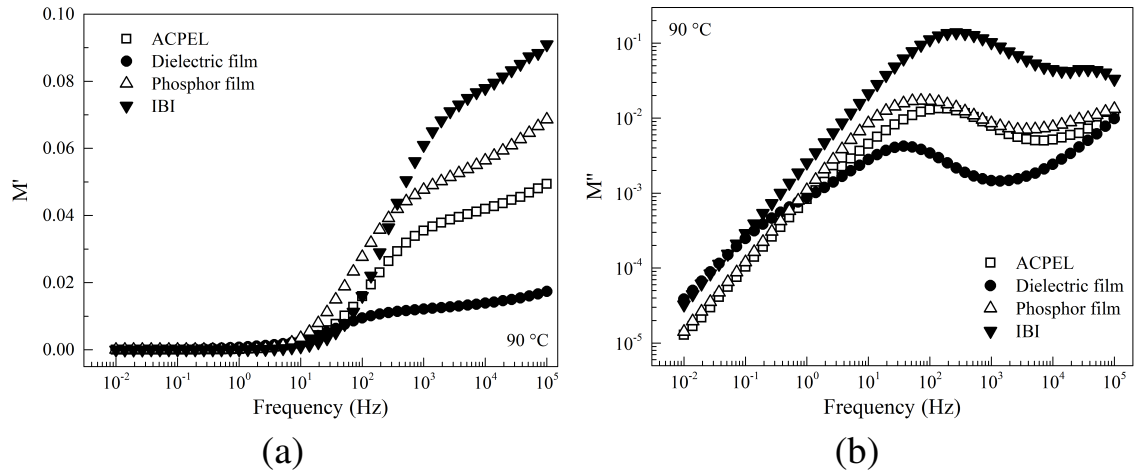 0.10
0.08
0.06
0.04
0.02
0.00
M'
ACPEL
Dielectric film
Phosphor film
IBI
90 °C
10⁻² 10⁻¹ 10⁰ 10¹ 10² 10³ 10⁴ 10⁵
Frequency (Hz)
(a)
10⁻¹
10⁻²
10⁻³
10⁻⁴
10⁻⁵
M"
90 °C
ACPEL
Dielectric film
Phosphor film
IBI
10⁻² 10⁻¹ 10⁰ 10¹ 10² 10³ 10⁴ 10⁵
Frequency (Hz)
(b)